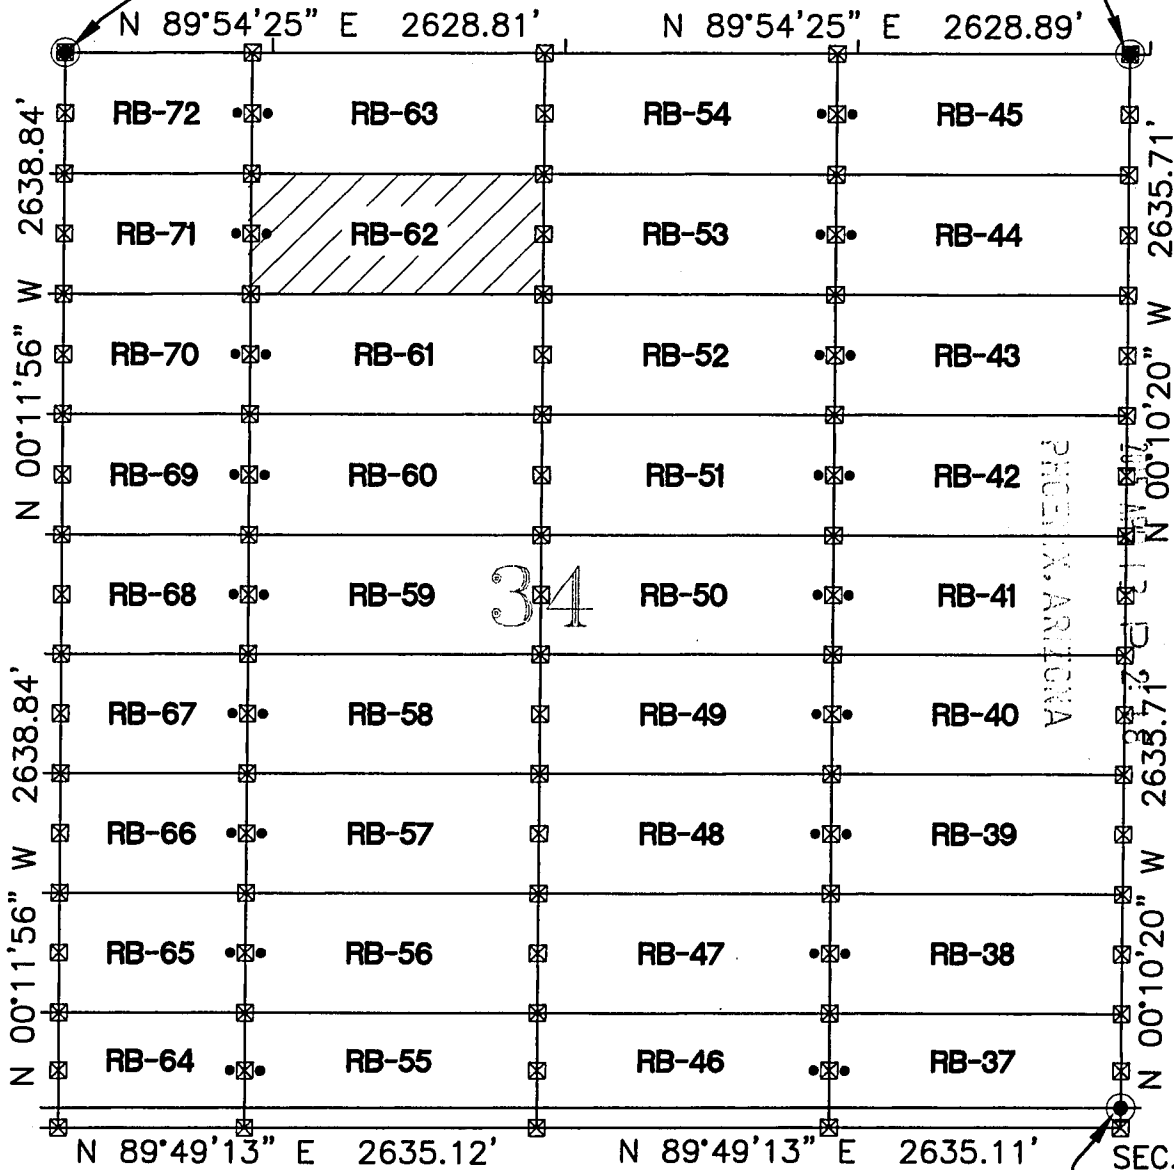 N 89°54'25" E 2628.81' N 89°54'25" E 2628.89'
RB-72 RB-63 RB-54 RB-45
RB-71 RB-62 RB-53 RB-44
RB-70 RB-61 RB-52 RB-43
RB-69 RB-60 RB-51 RB-42
RB-68 RB-59 RB-50 RB-41
34
RB-67 RB-58 RB-49 RB-40
RB-66 RB-57 RB-48 RB-39
RB-65 RB-56 RB-47 RB-38
RB-64 RB-55 RB-46 RB-37
N 89°49'13" E 2635.12' N 89°49'13" E 2635.11' SEC.
N 00°11'56" W 2638.84'
N 00°11'56" W 2638.84'
N 00°10'20" W 2635.71'
N 00°10'20" W 2635.71'
PHOENIX, ARIZONA